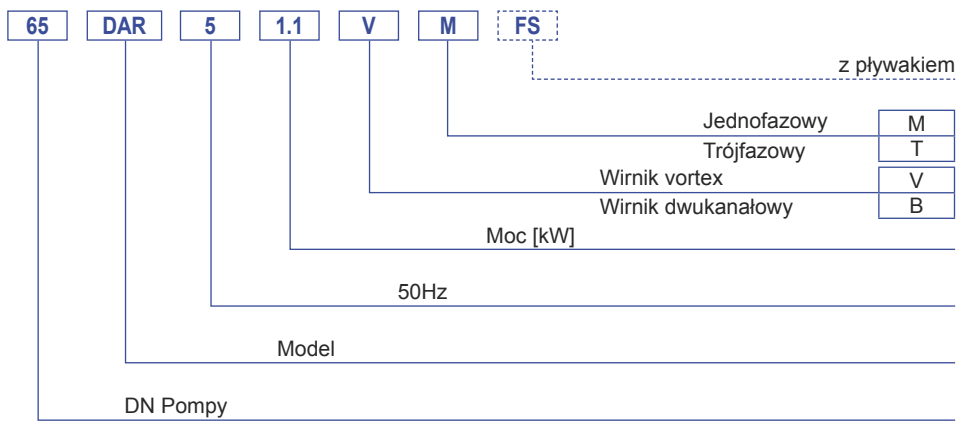 65 DAR 5 1.1 V M FS
z pływakiem
Jednofazowy M
Trójfazowy T
Wirnik vortex V
Wirnik dwukanałowy B
Moc [kW]
50Hz
Model
DN Pompy